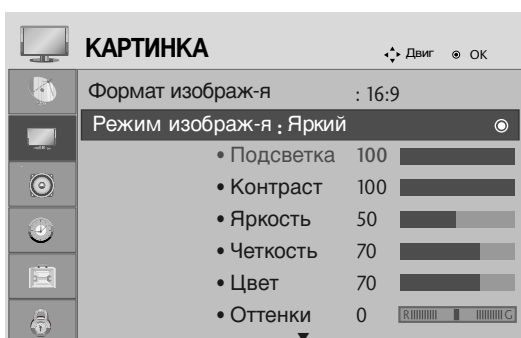 КАРТИНКА Двиг OK
Формат изображ-я : 16:9
Режим изображ-я : Яркий
• Подсветка 100
• Контраст 100
• Яркость 50
• Четкость 70
• Цвет 70
• Оттенки 0 R G